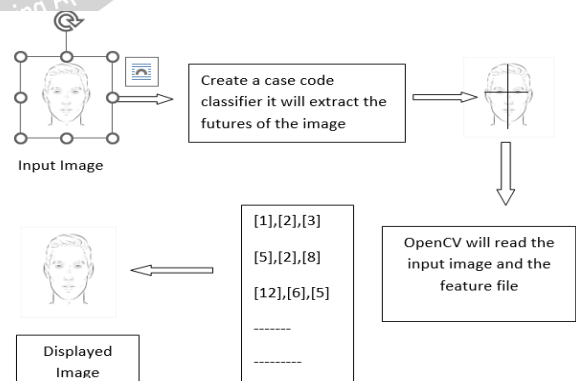 Create a case code
classifier it will extract the
futures of the image
Input Image
OpenCV will read the
input image and the
feature file
[1],[2],[3]
[5],[2],[8]
[12],[6],[5]
-------
---------
Displayed
Image